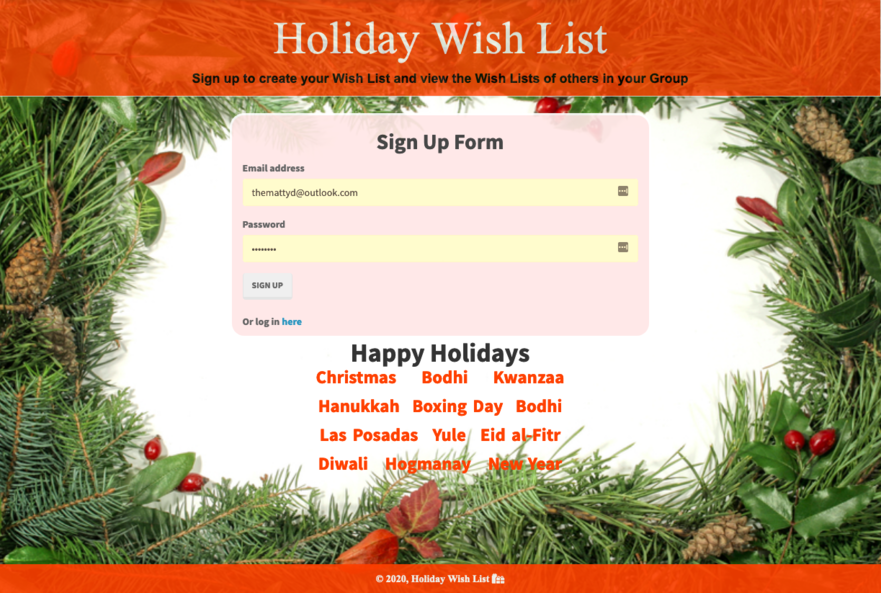 Holiday Wish List
Sign up to create your Wish List and view the Wish Lists of others in your Group
Sign Up Form
Email address
themattyd@outlook.com
Password
••••••••
SIGN UP
Or log in here
Happy Holidays
Christmas Bodhi Kwanzaa
Hanukkah Boxing Day Bodhi
Las Posadas Yule Eid al-Fitr
Diwali Hogmanay New Year
© 2020, Holiday Wish List